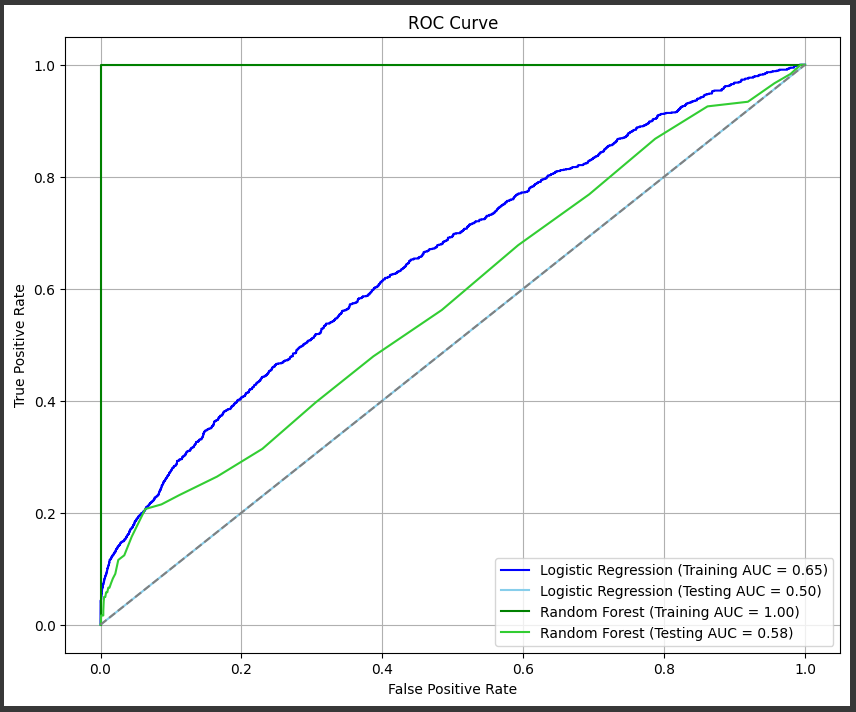 ROC Curve
True Positive Rate
1.0
0.8
0.6
0.4
0.2
0.0
0.0 0.2 0.4 0.6 0.8 1.0
False Positive Rate
Logistic Regression (Training AUC = 0.65)
Logistic Regression (Testing AUC = 0.50)
Random Forest (Training AUC = 1.00)
Random Forest (Testing AUC = 0.58)